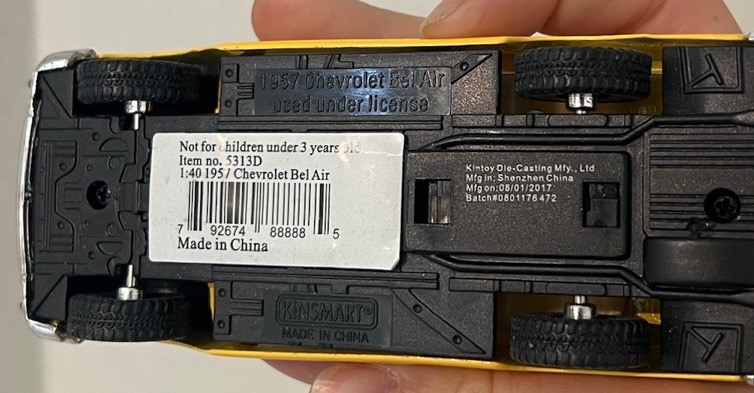 1957 Chevrolet Bel Air
used under license
Not for children under 3 years old
Item no. 5313D
1:40 1957 Chevrolet Bel Air
7 92674 88888 5
Made in China
Kintoy Die-Casting Mfy., Ltd
Mfg in: Shenzhen China
Mfg on:08/01/2017
Batch#0801176472
KINSMART®
MADE IN CHINA